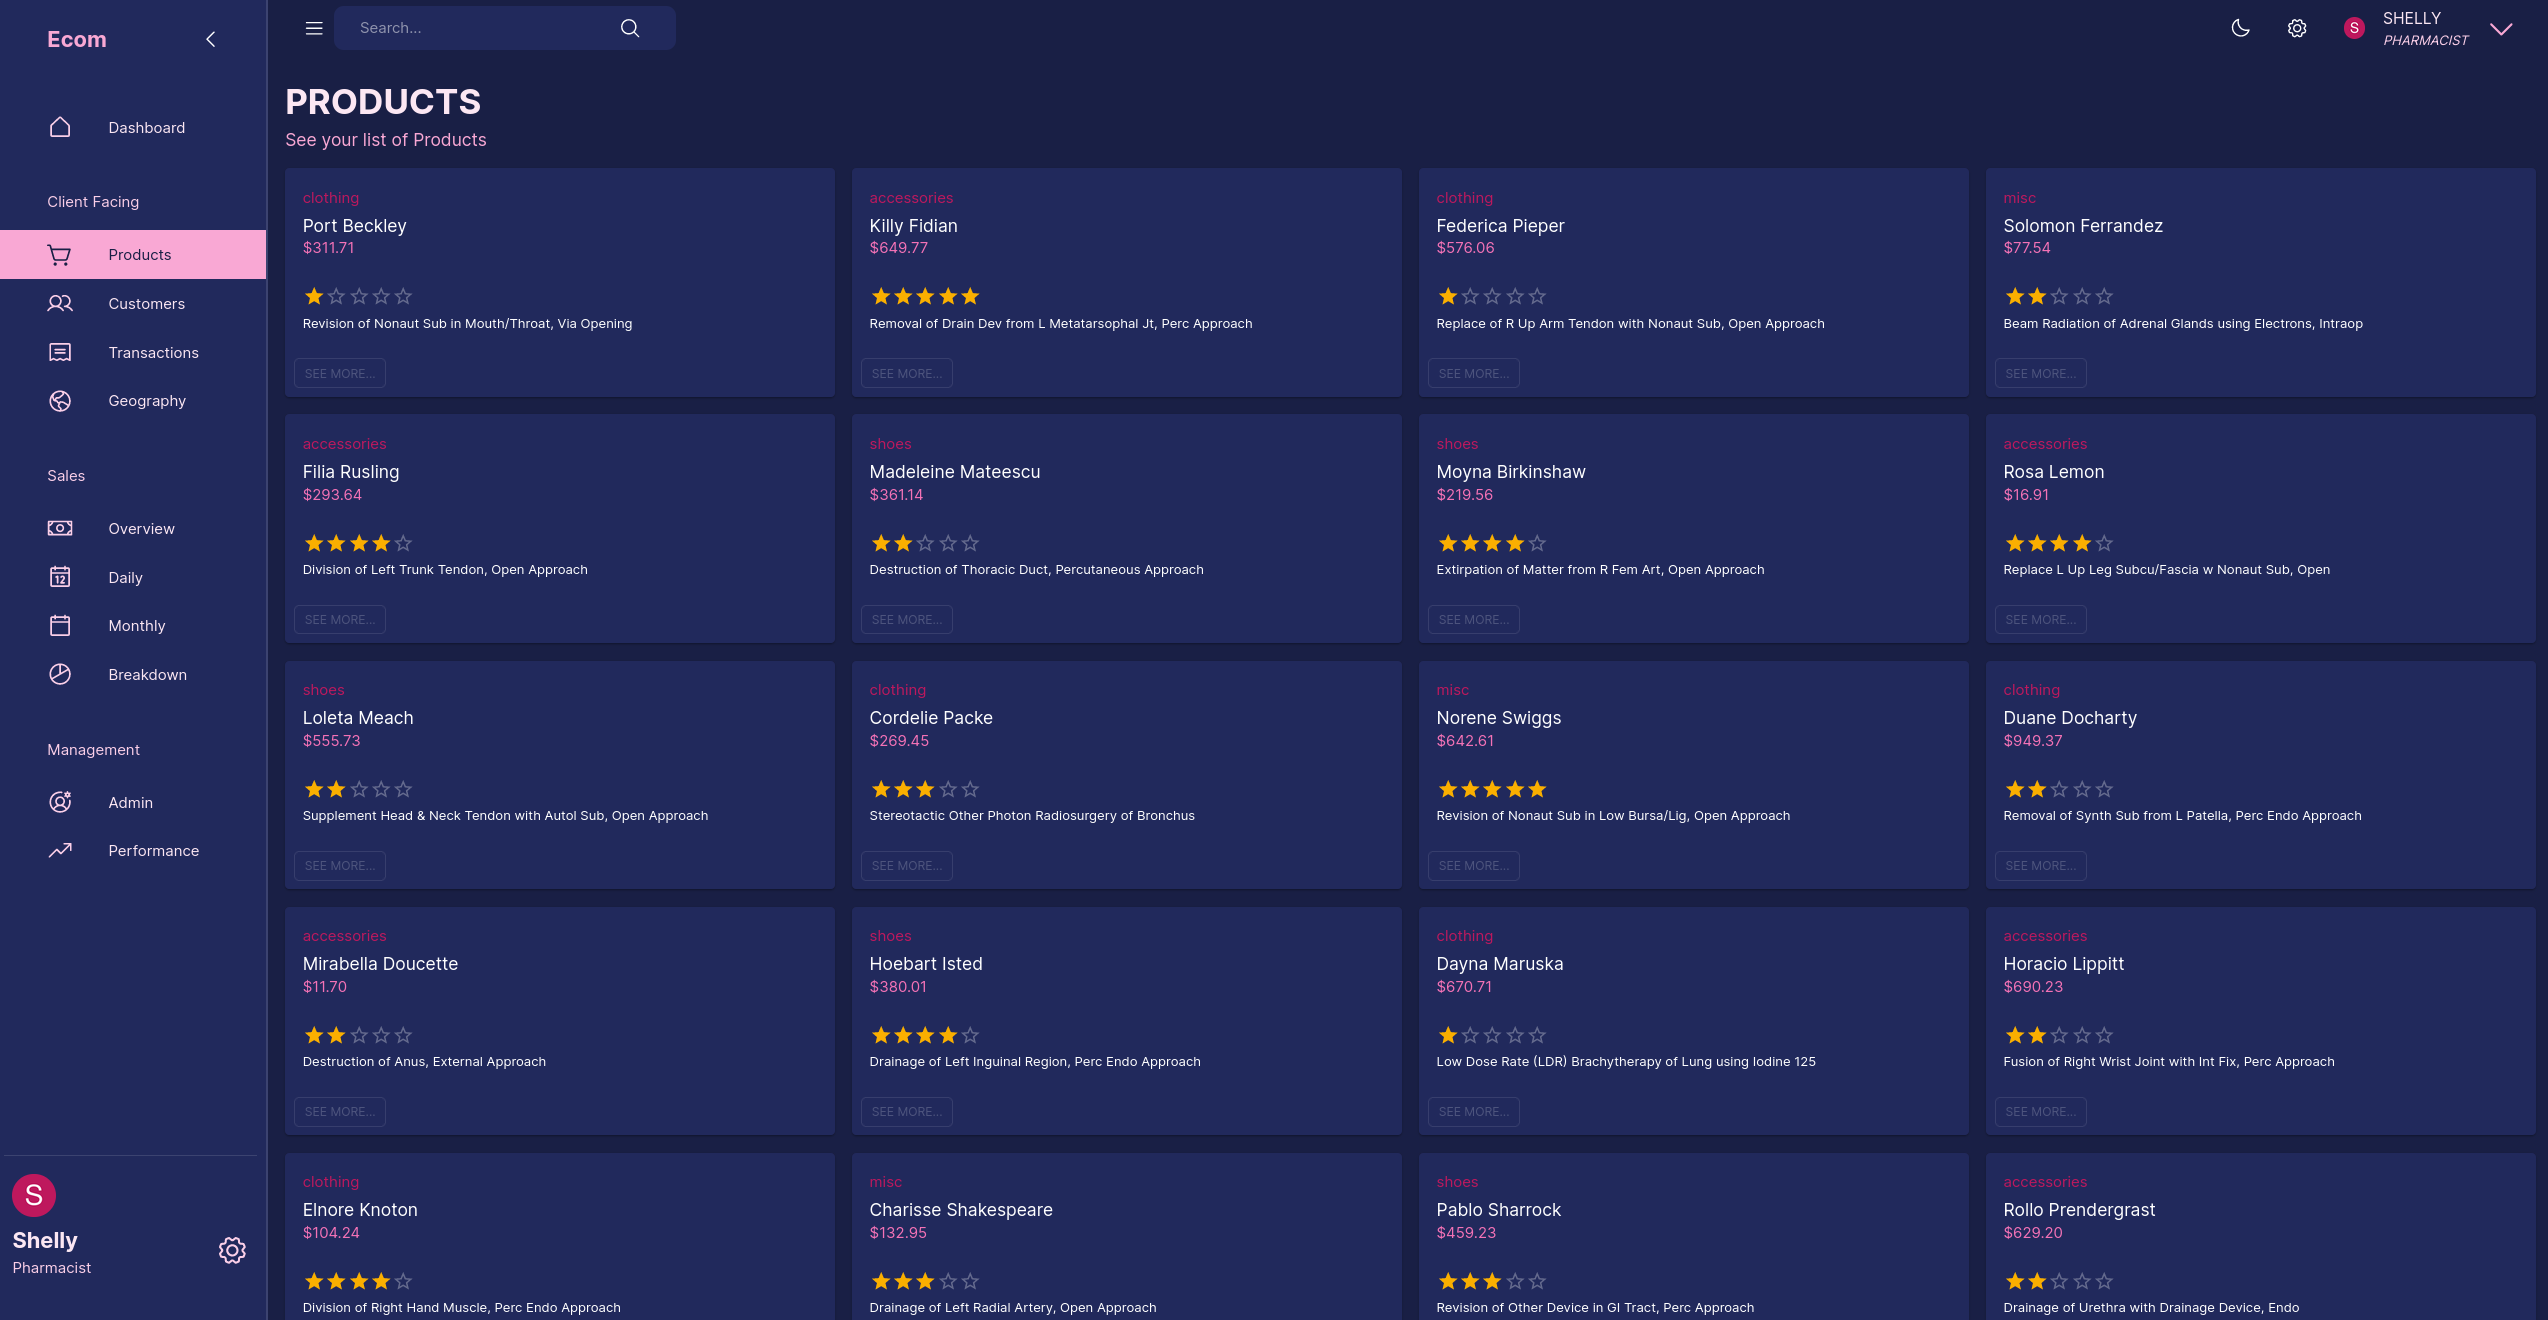 Ecom
Dashboard
Client Facing
Products
Customers
Transactions
Geography
Sales
Overview
12
Daily
Monthly
Breakdown
Management
Admin
Performance
S
Shelly
Pharmacist
Search...
S
SHELLY
PHARMACIST
PRODUCTS
See your list of Products
clothing
Port Beckley
$311.71
Revision of Nonaut Sub in Mouth/Throat, Via Opening
SEE MORE...
accessories
Killy Fidian
$649.77
Removal of Drain Dev from L Metatarsophal Jt, Perc Approach
SEE MORE...
clothing
Federica Pieper
$576.06
Replace of R Up Arm Tendon with Nonaut Sub, Open Approach
SEE MORE...
misc
Solomon Ferrandez
$77.54
Beam Radiation of Adrenal Glands using Electrons, Intraop
SEE MORE...
accessories
Filia Rusling
$293.64
Division of Left Trunk Tendon, Open Approach
SEE MORE...
shoes
Madeleine Mateescu
$361.14
Destruction of Thoracic Duct, Percutaneous Approach
SEE MORE...
shoes
Moyna Birkinshaw
$219.56
Extirpation of Matter from R Fem Art, Open Approach
SEE MORE...
accessories
Rosa Lemon
$16.91
Replace L Up Leg Subcu/Fascia w Nonaut Sub, Open
SEE MORE...
shoes
Loleta Meach
$555.73
Supplement Head & Neck Tendon with Autol Sub, Open Approach
SEE MORE...
clothing
Cordelie Packe
$269.45
Stereotactic Other Photon Radiosurgery of Bronchus
SEE MORE...
misc
Norene Swiggs
$642.61
Revision of Nonaut Sub in Low Bursa/Lig, Open Approach
SEE MORE...
clothing
Duane Docharty
$949.37
Removal of Synth Sub from L Patella, Perc Endo Approach
SEE MORE...
accessories
Mirabella Doucette
$11.70
Destruction of Anus, External Approach
SEE MORE...
shoes
Hoebart Isted
$380.01
Drainage of Left Inguinal Region, Perc Endo Approach
SEE MORE...
clothing
Dayna Maruska
$670.71
Low Dose Rate (LDR) Brachytherapy of Lung using Iodine 125
SEE MORE...
accessories
Horacio Lippitt
$690.23
Fusion of Right Wrist Joint with Int Fix, Perc Approach
SEE MORE...
clothing
Elnore Knoton
$104.24
Division of Right Hand Muscle, Perc Endo Approach
misc
Charisse Shakespeare
$132.95
Drainage of Left Radial Artery, Open Approach
shoes
Pablo Sharrock
$459.23
Revision of Other Device in GI Tract, Perc Approach
accessories
Rollo Prendergrast
$629.20
Drainage of Urethra with Drainage Device, Endo